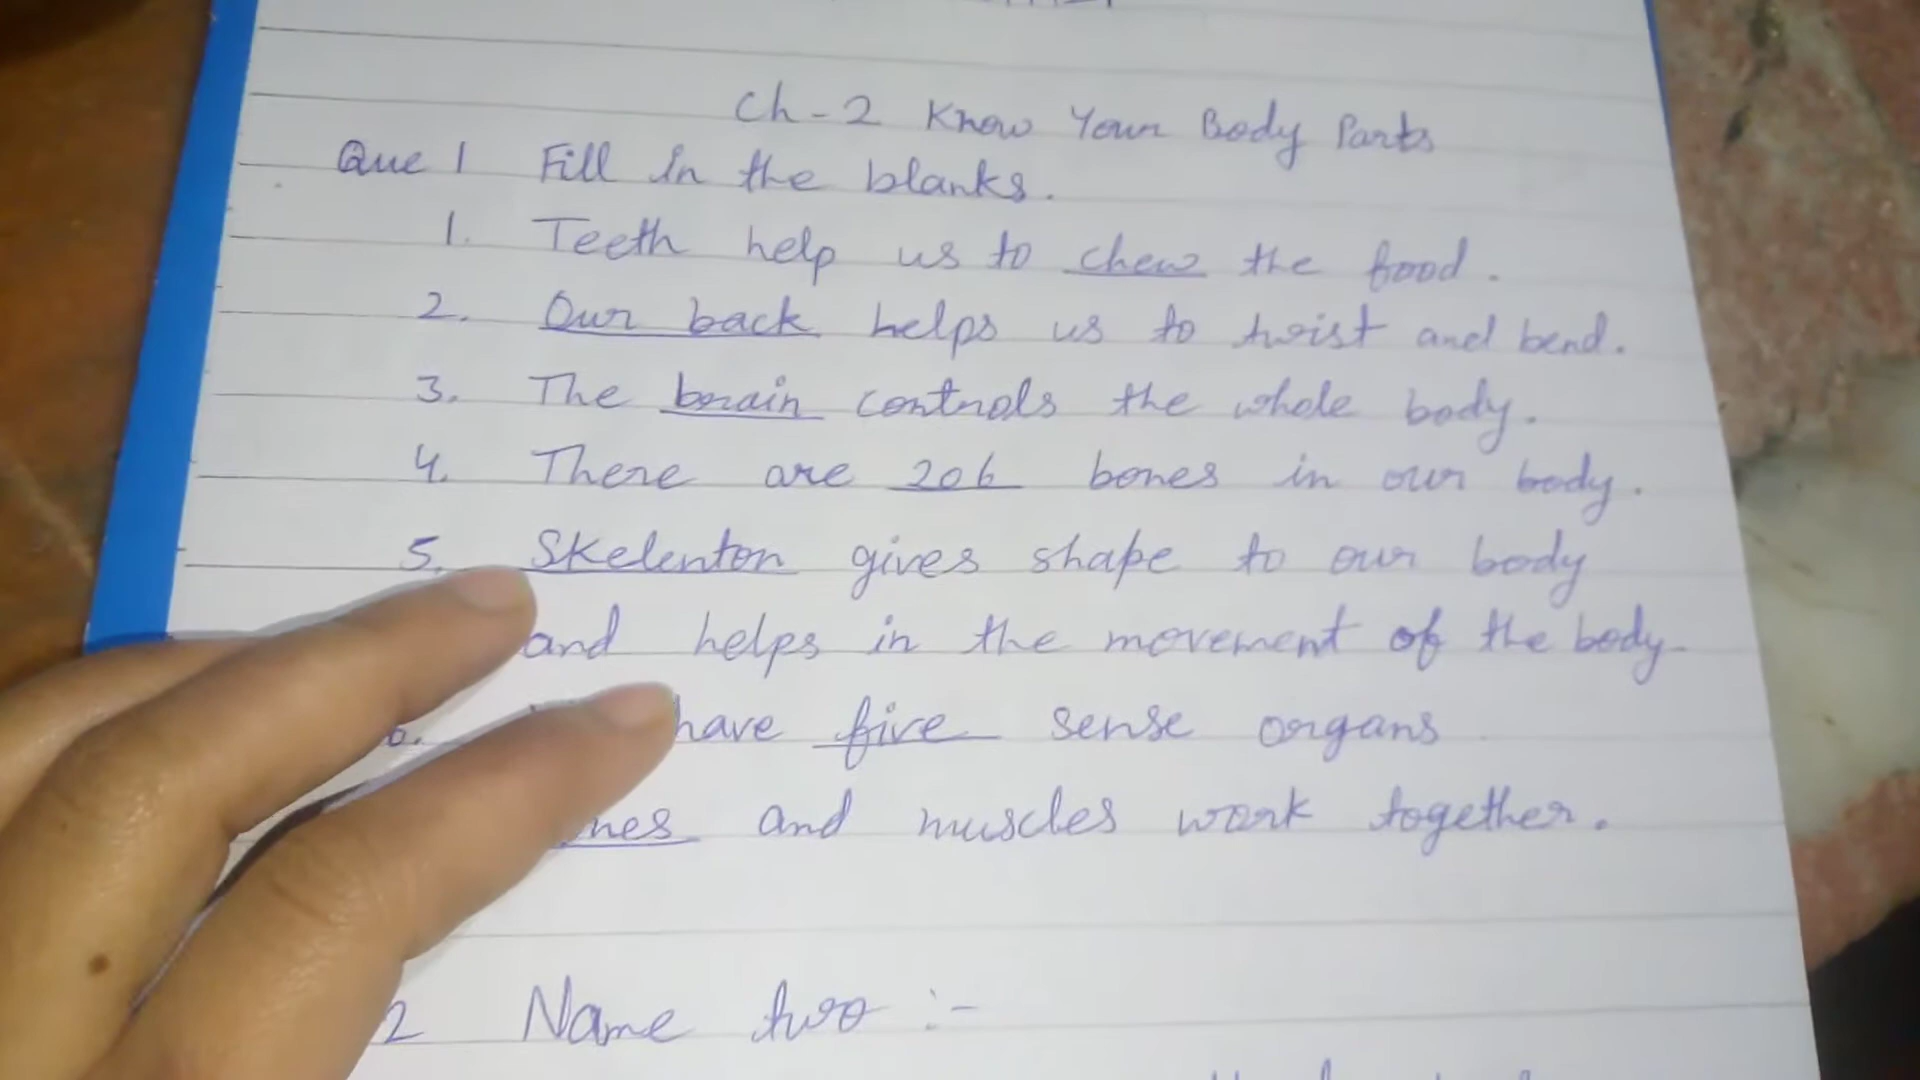 Ch - 2 Know Your Body Parts
Que 1 Fill in the blanks.
1. Teeth help us to chew the food.
2. Our back helps us to twist and bend.
3. The brain controls the whole body.
4. There are 206 bones in our body.
5. Skelenton gives shape to our body
and helps in the movement of the body
6. have five sense organs
nes and muscles work together.
2 Name two :-